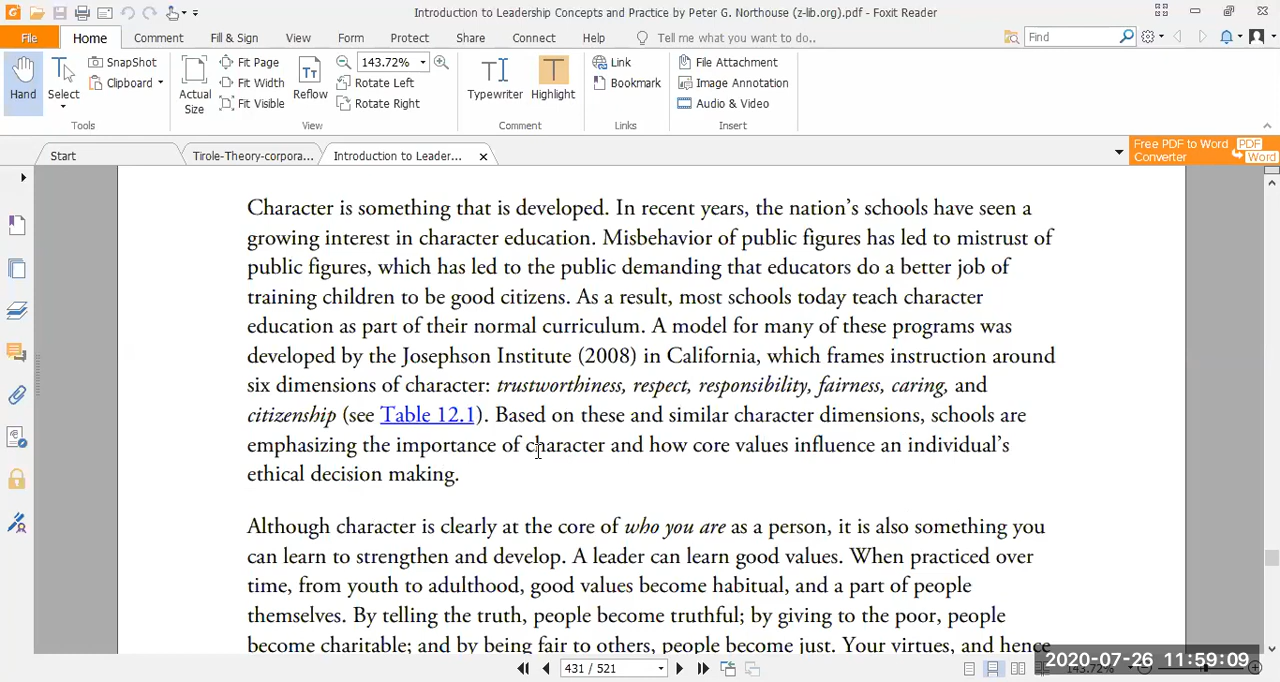 Introduction to Leadership Concepts and Practice by Peter G. Northouse (z-lib.org).pdf - Foxit Reader
File Home Comment Fill & Sign View Form Protect Share Connect Help Tell me what you want to do.. Find
Hand
Select
SnapShot
Clipboard
Tools
Actual Size
Fit Page
Fit Width
Fit Visible
Reflow
143.72%
Rotate Left
Rotate Right
View
Typewriter
Highlight
Comment
Link
Bookmark
Links
File Attachment
Image Annotation
Audio & Video
Insert
Start
Tirole-Theory-corpora...
Introduction to Leader...
Free PDF to Word Converter
PDF
Word
Character is something that is developed. In recent years, the nation’s schools have seen a
growing interest in character education. Misbehavior of public figures has led to mistrust of
public figures, which has led to the public demanding that educators do a better job of
training children to be good citizens. As a result, most schools today teach character
education as part of their normal curriculum. A model for many of these programs was
developed by the Josephson Institute (2008) in California, which frames instruction around
six dimensions of character: trustworthiness, respect, responsibility, fairness, caring, and
citizenship (see Table 12.1). Based on these and similar character dimensions, schools are
emphasizing the importance of character and how core values influence an individual’s
ethical decision making.
Although character is clearly at the core of who you are as a person, it is also something you
can learn to strengthen and develop. A leader can learn good values. When practiced over
time, from youth to adulthood, good values become habitual, and a part of people
themselves. By telling the truth, people become truthful; by giving to the poor, people
become charitable; and by being fair to others, people become just. Your virtues, and hence
431 / 521
143.72%
2020-07-26 11:59:09